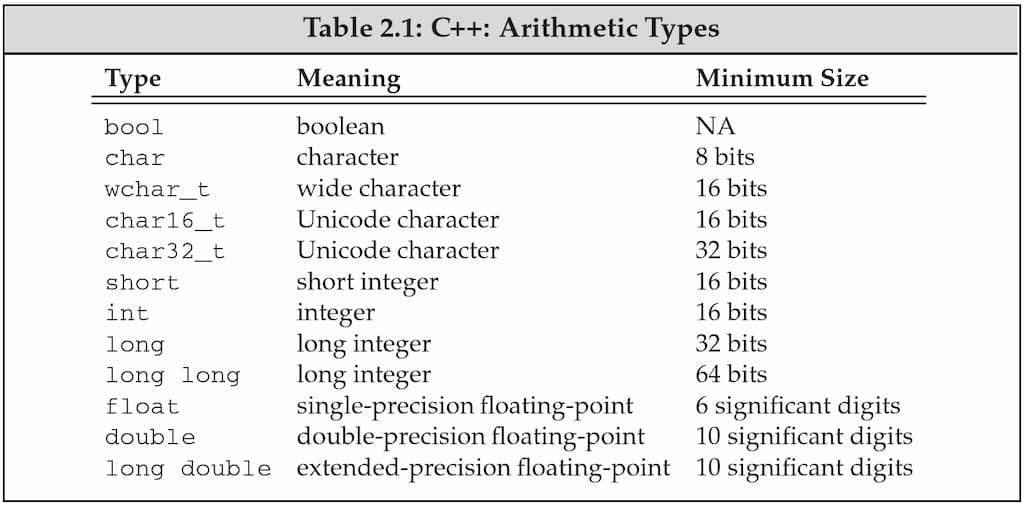 Table 2.1: C++: Arithmetic Types
Type Meaning Minimum Size
bool boolean NA
char character 8 bits
wchar_t wide character 16 bits
char16_t Unicode character 16 bits
char32_t Unicode character 32 bits
short short integer 16 bits
int integer 16 bits
long long integer 32 bits
long long long integer 64 bits
float single-precision floating-point 6 significant digits
double double-precision floating-point 10 significant digits
long double extended-precision floating-point 10 significant digits